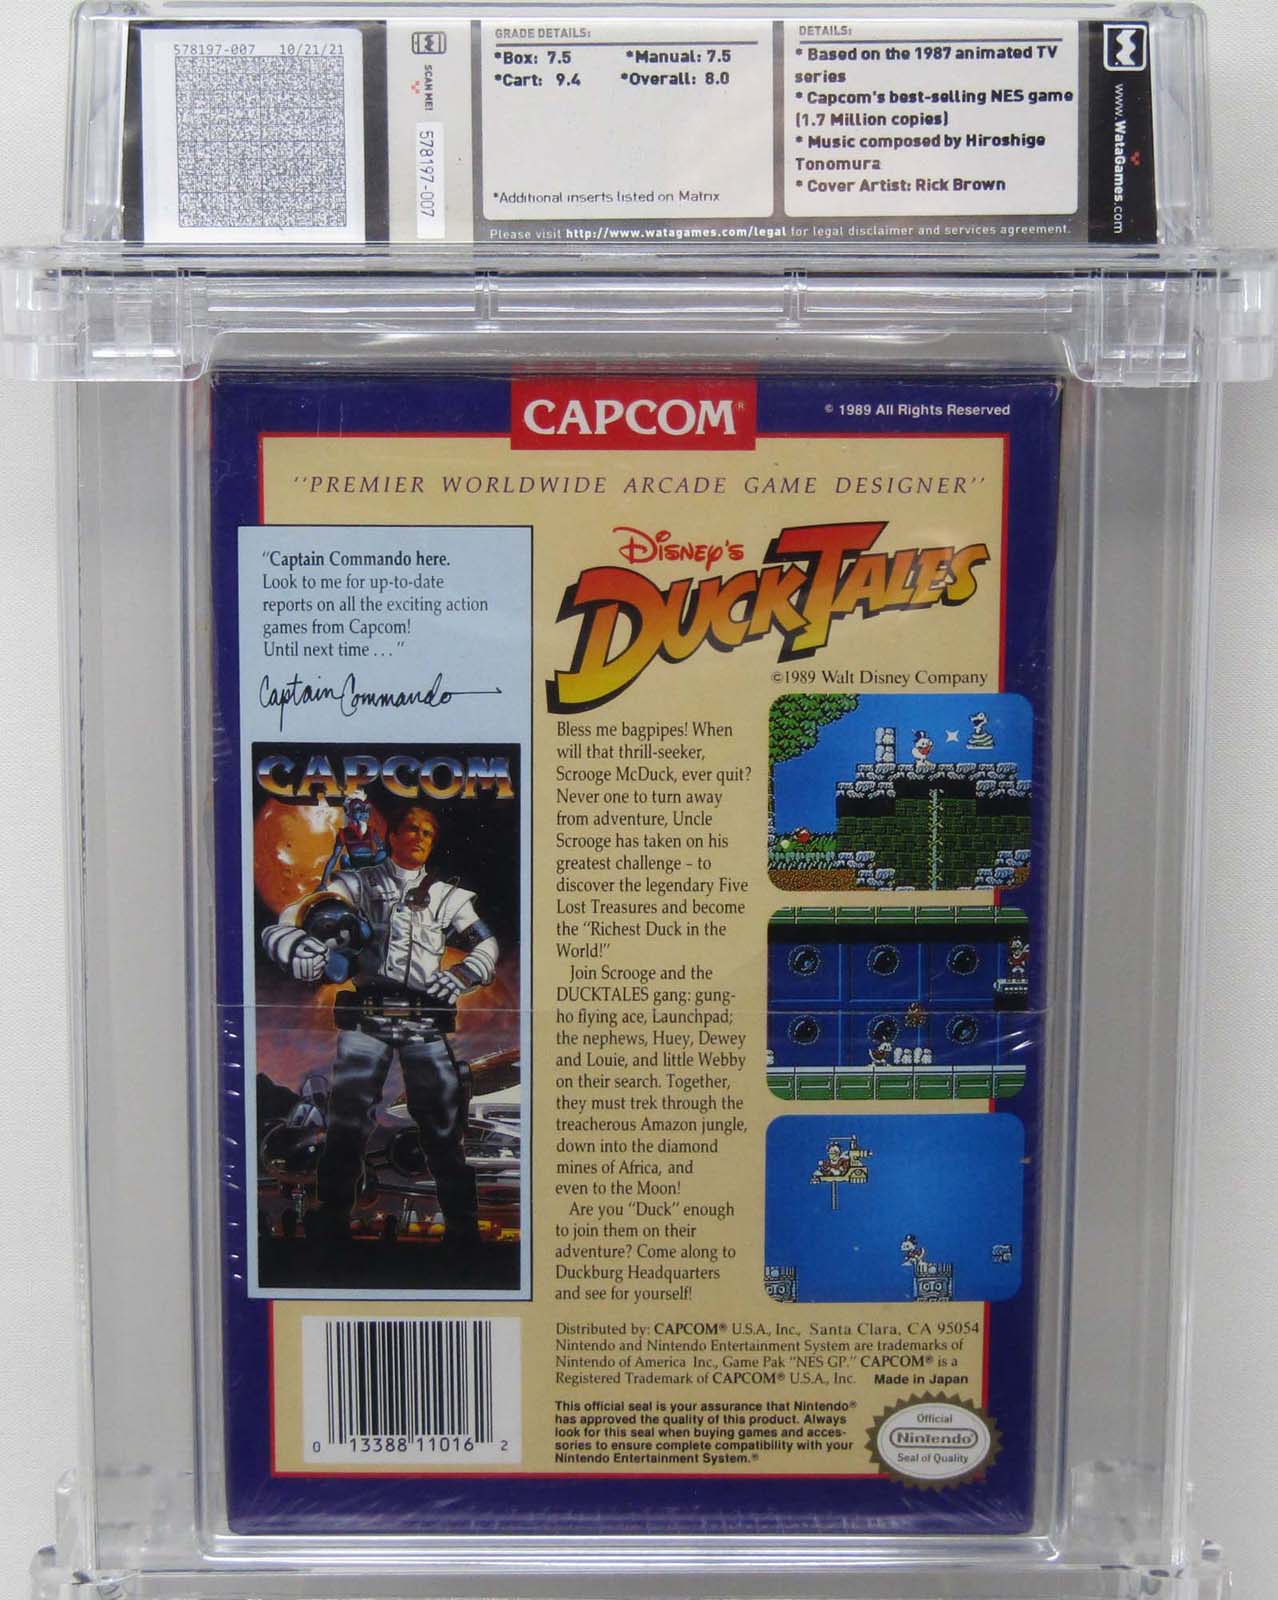 578197-007 10/21/21
SCAN ME!
578197-007
GRADE DETAILS:
*Box: 7.5 *Manual: 7.5
*Cart: 9.4 *Overall: 8.0
*Additional inserts listed on Matrix
DETAILS:
* Based on the 1987 animated TV
series
* Capcom's best-selling NES game
(1.7 Million copies)
* Music composed by Hiroshige
Tonomura
* Cover Artist: Rick Brown
Please visit http://www.watagames.com/legal for legal disclaimer and services agreement.
www.WataGames.com
CAPCOM®
© 1989 All Rights Reserved
"PREMIER WORLDWIDE ARCADE GAME DESIGNER"
"Captain Commando here.
Look to me for up-to-date
reports on all the exciting action
games from Capcom!
Until next time . . ."
Captain Commando
CAPCOM
DISNEY'S
DUCKTALES
©1989 Walt Disney Company
Bless me bagpipes! When
will that thrill-seeker,
Scrooge McDuck, ever quit?
Never one to turn away
from adventure, Uncle
Scrooge has taken on his
greatest challenge – to
discover the legendary Five
Lost Treasures and become
the "Richest Duck in the
World!"
Join Scrooge and the
DUCKTALES gang: gung-
ho flying ace, Launchpad;
the nephews, Huey, Dewey
and Louie, and little Webby
on their search. Together,
they must trek through the
treacherous Amazon jungle,
down into the diamond
mines of Africa, and
even to the Moon!
Are you "Duck" enough
to join them on their
adventure? Come along to
Duckburg Headquarters
and see for yourself!
0 13388 11016 2
Distributed by: CAPCOM® U.S.A., Inc., Santa Clara, CA 95054
Nintendo and Nintendo Entertainment System are trademarks of
Nintendo of America Inc., Game Pak "NES GP." CAPCOM® is a
Registered Trademark of CAPCOM® U.S.A., Inc. Made in Japan
This official seal is your assurance that Nintendo®
has approved the quality of this product. Always
look for this seal when buying games and acces-
sories to ensure complete compatibility with your
Nintendo Entertainment System.®
Official
Nintendo®
Seal of Quality